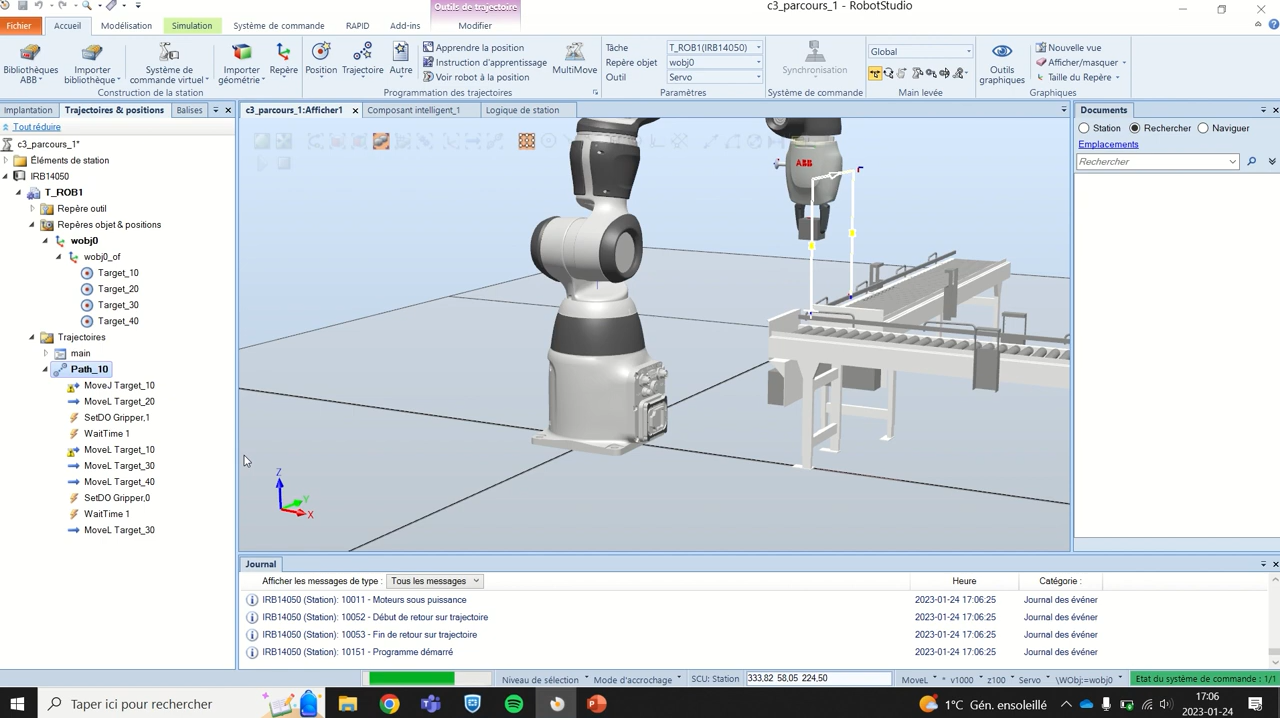 c3_parcours_1 - RobotStudio
Outils de trajectoire
Fichier
Accueil
Modélisation
Simulation
Système de commande
RAPID
Add-ins
Modifier
Bibliothèques
ABB
Importer
bibliothèque
Système de
commande virtuel
Importer
géométrie
Repère
Construction de la station
Position
Trajectoire
Autre
Apprendre la position
Instruction d'apprentissage
Voir robot à la position
MultiMove
Programmation des trajectoires
Tâche
T_ROB1(IRB14050)
Repère objet
wobj0
Outil
Servo
Paramètres
Synchronisation
Système de commande
Global
Main levée
Outils
graphiques
Nouvelle vue
Afficher/masquer
Taille du Repère
Graphiques
Implantation
Trajectoires & positions
Balises
c3_parcours_1:Afficher1
Composant intelligent_1
Logique de station
Documents
Tout réduire
c3_parcours_1*
Éléments de station
IRB14050
T_ROB1
Repère outil
Repères objet & positions
wobj0
wobj0_of
Target_10
Target_20
Target_30
Target_40
Trajectoires
main
Path_10
MoveJ Target_10
MoveL Target_20
SetDO Gripper,1
WaitTime 1
MoveL Target_10
MoveL Target_30
MoveL Target_40
SetDO Gripper,0
WaitTime 1
MoveL Target_30
ABB
Z
Y
X
Station
Rechercher
Naviguer
Emplacements
Rechercher
Journal
Afficher les messages de type :
Tous les messages
Heure
Catégorie :
IRB14050 (Station): 10011 - Moteurs sous puissance
2023-01-24 17:06:25
Journal des événer
IRB14050 (Station): 10052 - Début de retour sur trajectoire
2023-01-24 17:06:25
Journal des événer
IRB14050 (Station): 10053 - Fin de retour sur trajectoire
2023-01-24 17:06:25
Journal des événer
IRB14050 (Station): 10151 - Programme démarré
2023-01-24 17:06:25
Journal des événer
Niveau de sélection
Mode d'accrochage
SCU: Station
333,82 58,05 224,50
MoveL * v1000 z100 Servo \WObj:=wobj0
Etat du système de commande : 1/1
Taper ici pour rechercher
1°C Gén. ensoleillé
17:06
2023-01-24